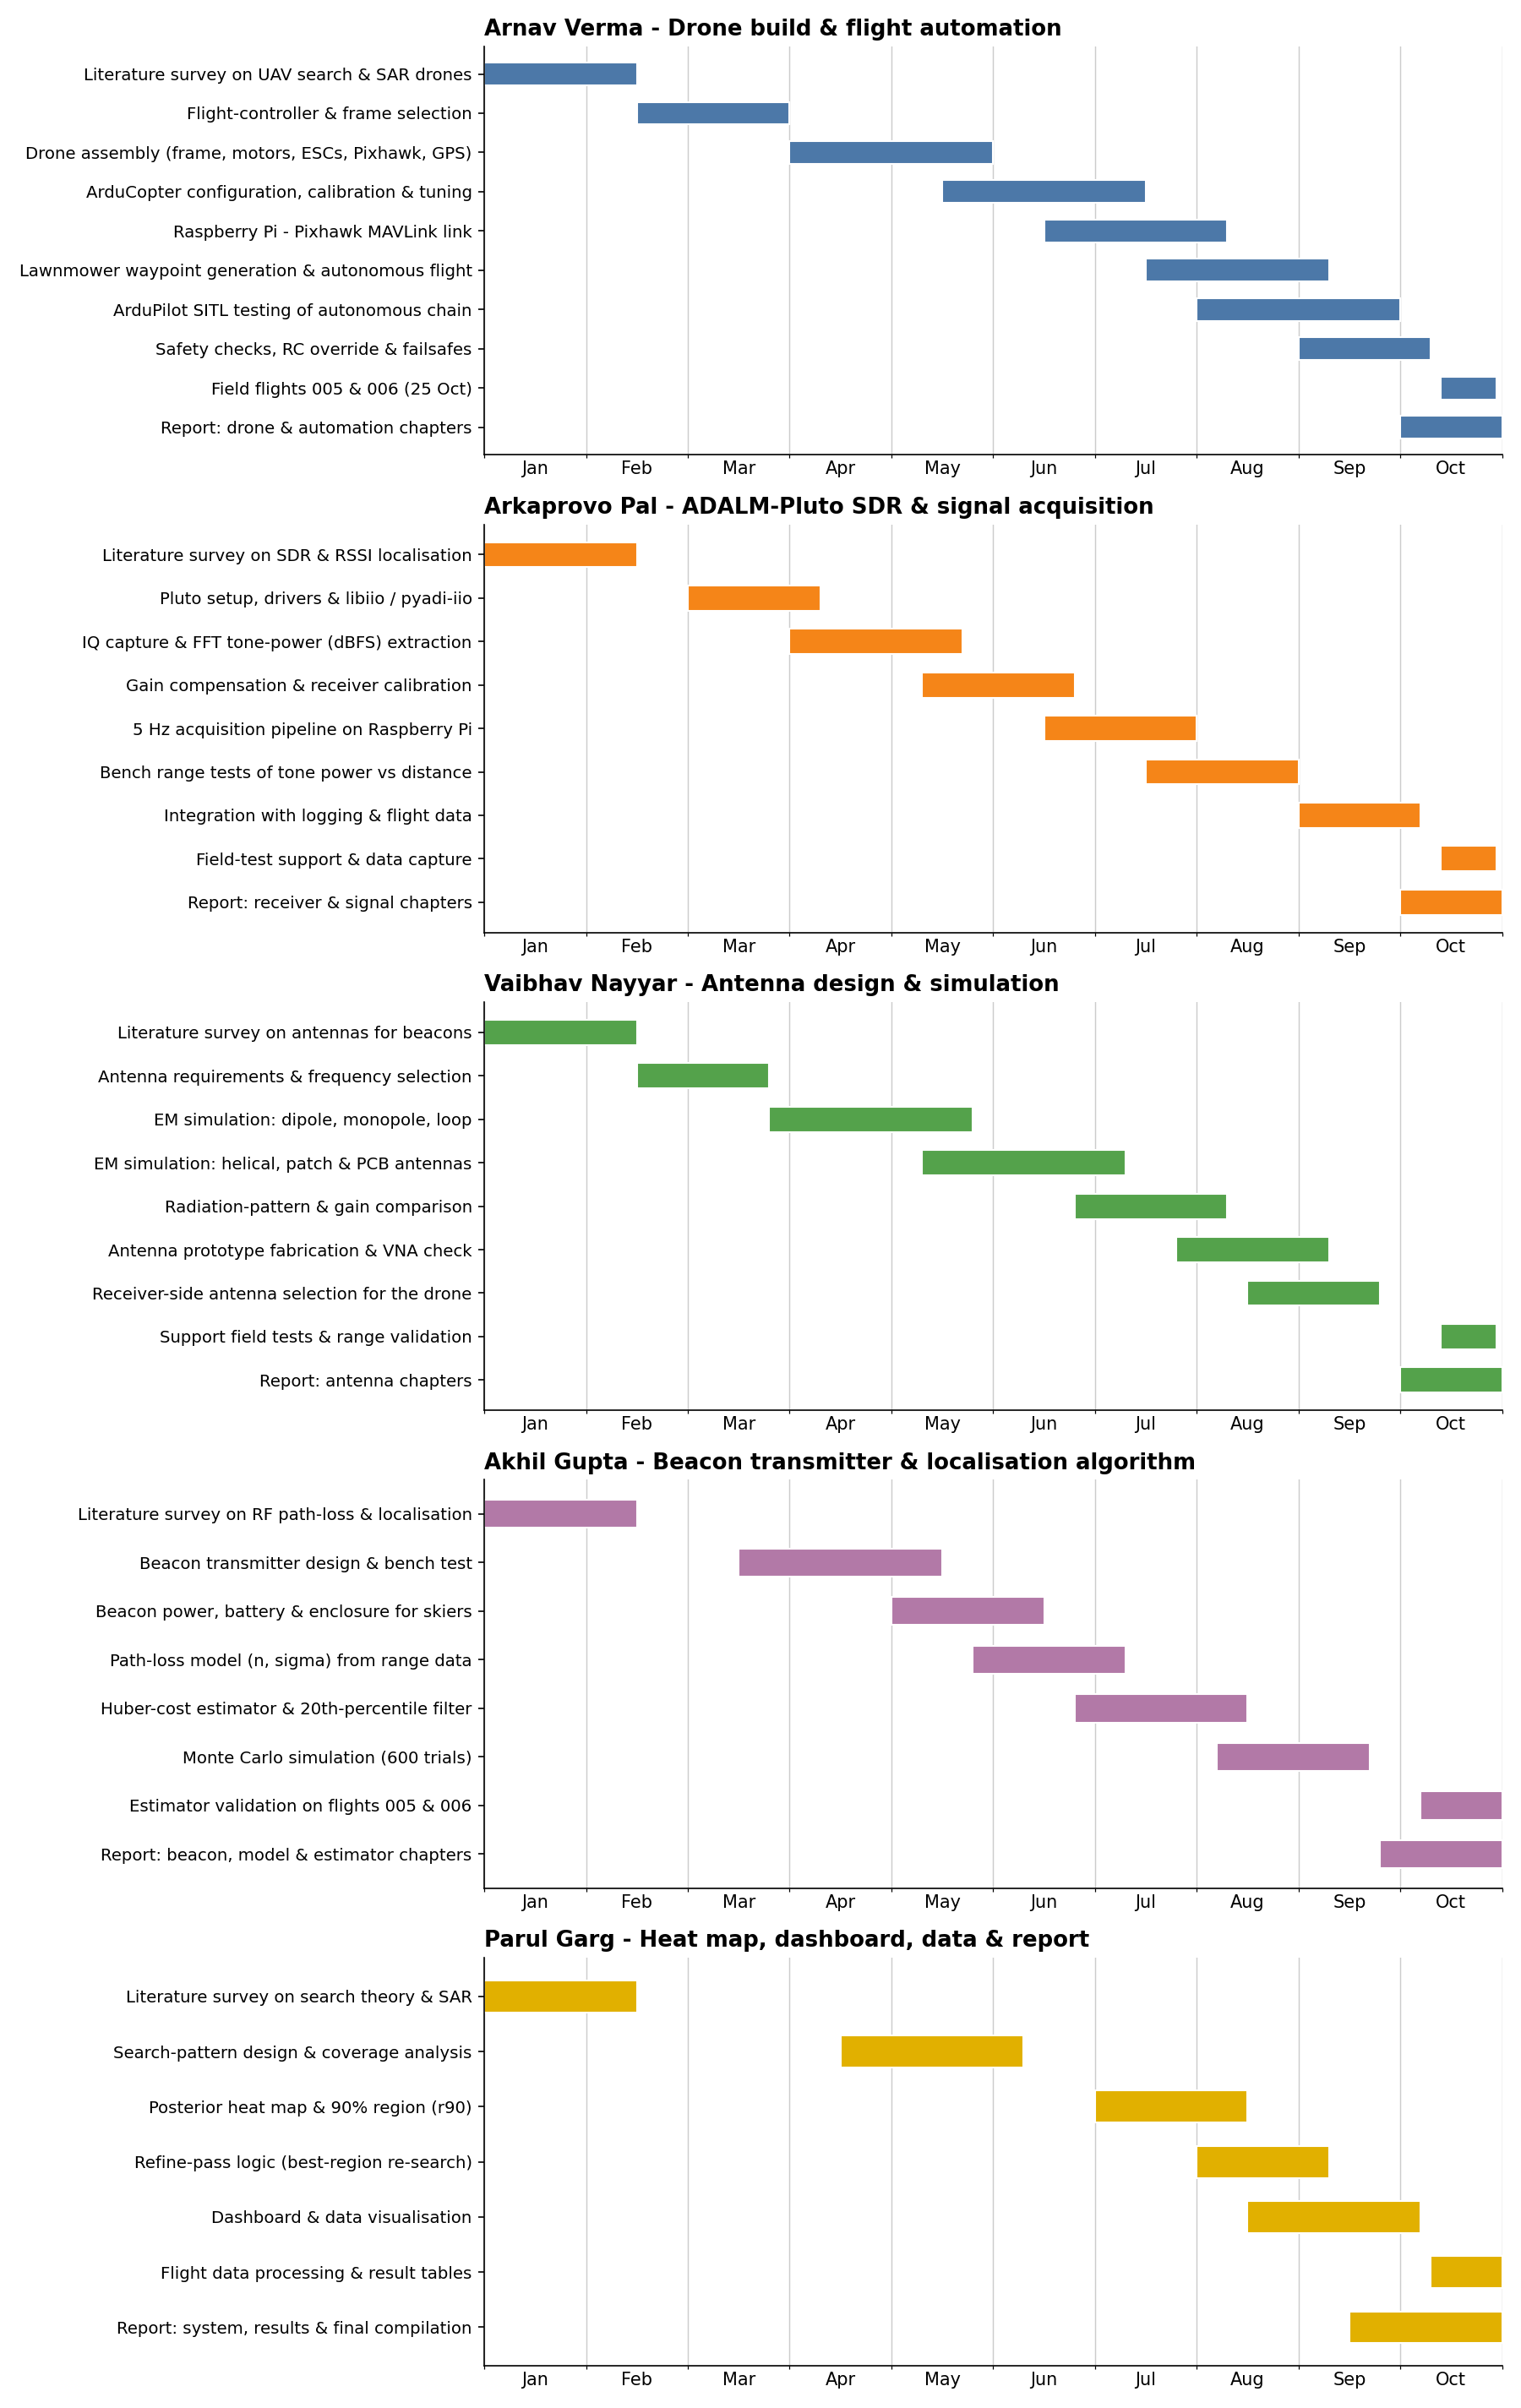 Arnav Verma - Drone build & flight automation
Literature survey on UAV search & SAR drones
Flight-controller & frame selection
Drone assembly (frame, motors, ESCs, Pixhawk, GPS)
ArduCopter configuration, calibration & tuning
Raspberry Pi - Pixhawk MAVLink link
Lawnmower waypoint generation & autonomous flight
ArduPilot SITL testing of autonomous chain
Safety checks, RC override & failsafes
Field flights 005 & 006 (25 Oct)
Report: drone & automation chapters
Jan Feb Mar Apr May Jun Jul Aug Sep Oct
Arkaprovo Pal - ADALM-Pluto SDR & signal acquisition
Literature survey on SDR & RSSI localisation
Pluto setup, drivers & libiio / pyadi-iio
IQ capture & FFT tone-power (dBFS) extraction
Gain compensation & receiver calibration
5 Hz acquisition pipeline on Raspberry Pi
Bench range tests of tone power vs distance
Integration with logging & flight data
Field-test support & data capture
Report: receiver & signal chapters
Jan Feb Mar Apr May Jun Jul Aug Sep Oct
Vaibhav Nayyar - Antenna design & simulation
Literature survey on antennas for beacons
Antenna requirements & frequency selection
EM simulation: dipole, monopole, loop
EM simulation: helical, patch & PCB antennas
Radiation-pattern & gain comparison
Antenna prototype fabrication & VNA check
Receiver-side antenna selection for the drone
Support field tests & range validation
Report: antenna chapters
Jan Feb Mar Apr May Jun Jul Aug Sep Oct
Akhil Gupta - Beacon transmitter & localisation algorithm
Literature survey on RF path-loss & localisation
Beacon transmitter design & bench test
Beacon power, battery & enclosure for skiers
Path-loss model (n, sigma) from range data
Huber-cost estimator & 20th-percentile filter
Monte Carlo simulation (600 trials)
Estimator validation on flights 005 & 006
Report: beacon, model & estimator chapters
Jan Feb Mar Apr May Jun Jul Aug Sep Oct
Parul Garg - Heat map, dashboard, data & report
Literature survey on search theory & SAR
Search-pattern design & coverage analysis
Posterior heat map & 90% region (r90)
Refine-pass logic (best-region re-search)
Dashboard & data visualisation
Flight data processing & result tables
Report: system, results & final compilation
Jan Feb Mar Apr May Jun Jul Aug Sep Oct